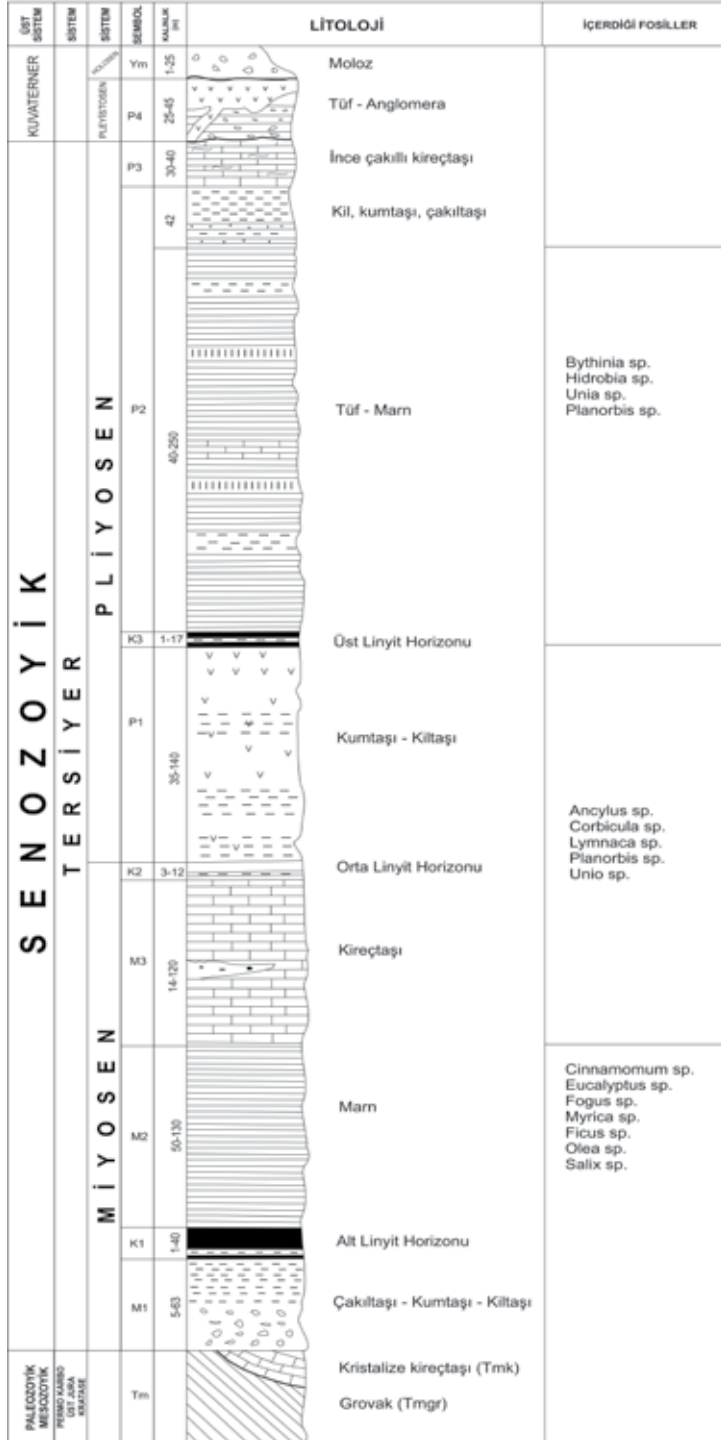 ÜST SİSTEM
SİSTEM
SİSTEM
SEMBOL
KALINLIK (m)
LİTOLOJİ
İÇERDİĞİ FOSİLLER
KUVATERNER
HOLOSEN
Ym
1-25
Moloz
PLEYİSTOSEN
P4
25-45
Tüf - Anglomera
SENOZOYİK
TERSİYER
PLİYOSEN
P3
30-40
İnce çakıllı kireçtaşı
42
Kil, kumtaşı, çakıltaşı
P2
40-250
Tüf - Marn
Bythinia sp.
Hidrobia sp.
Unia sp.
Planorbis sp.
K3
1-17
Üst Linyit Horizonu
P1
35-140
Kumtaşı - Kiltaşı
Ancylus sp.
Corbicula sp.
Lymnaca sp.
Planorbis sp.
Unio sp.
MİYOSEN
K2
3-12
Orta Linyit Horizonu
M3
14-120
Kireçtaşı
M2
50-130
Marn
Cinnamomum sp.
Eucalyptus sp.
Fogus sp.
Myrica sp.
Ficus sp.
Olea sp.
Salix sp.
K1
1-40
Alt Linyit Horizonu
M1
5-63
Çakıltaşı - Kumtaşı - Kiltaşı
PALEOZOYİK
MESOZOYİK
PERMO KARBO
ÜST JURA
KRATASE
Tm
Kristalize kireçtaşı (Tmk)
Grovak (Tmgr)